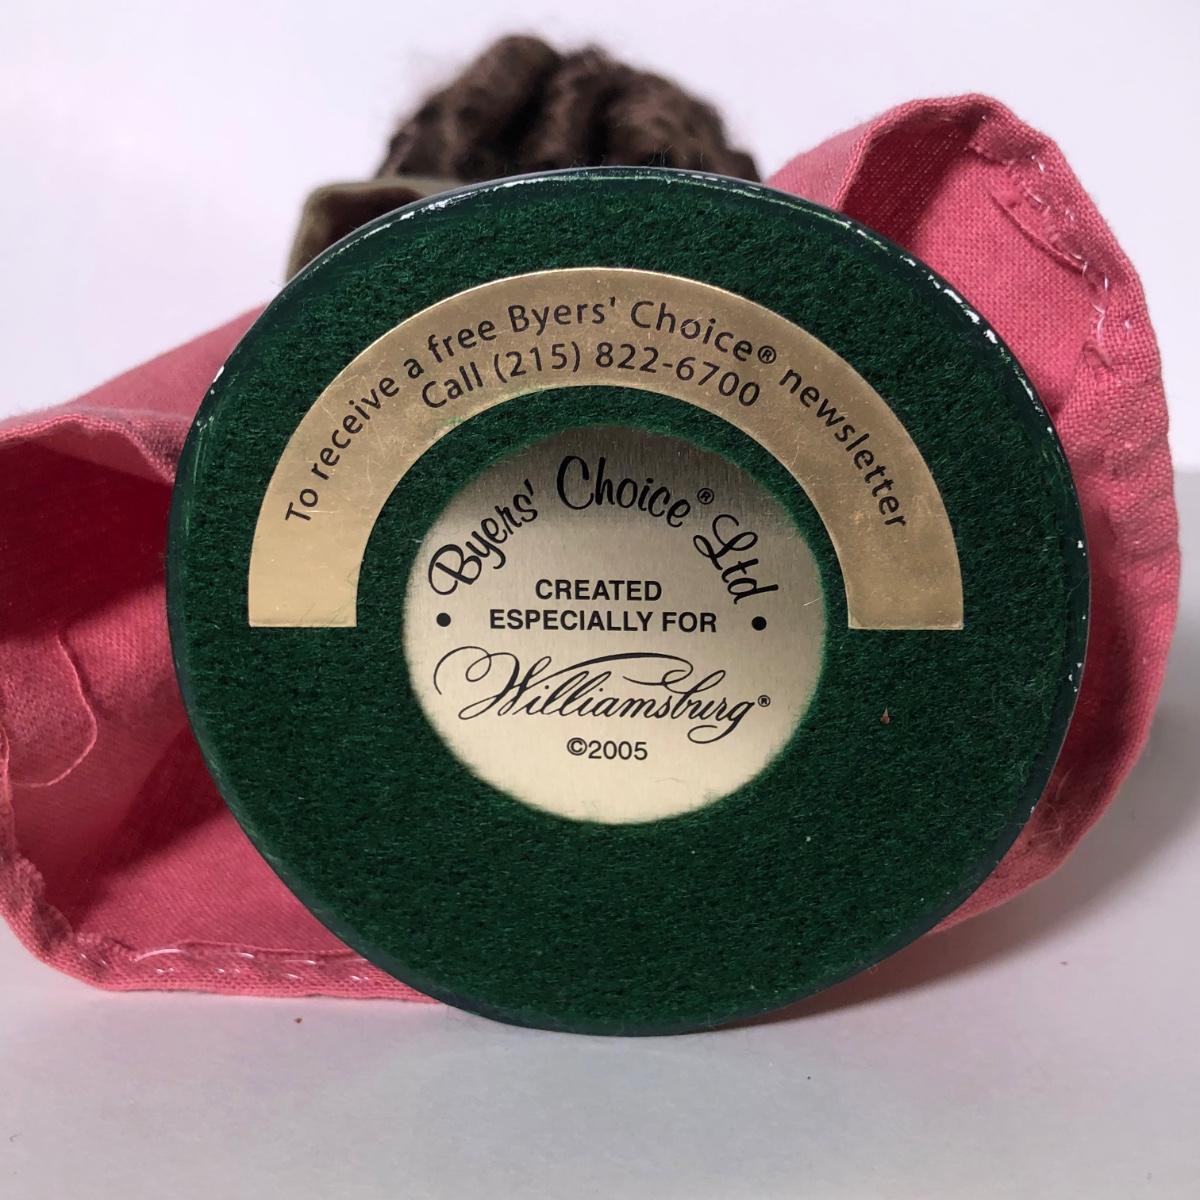 To receive a free Byers' Choice® newsletter
Call (215) 822-6700
Byers' Choice® Ltd
CREATED
• ESPECIALLY FOR •
Williamsburg®
©2005